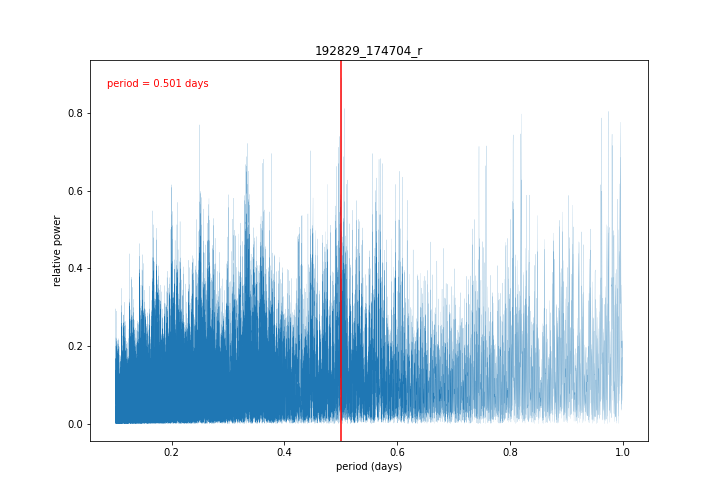 192829_174704_r
period = 0.501 days
0.8
0.6
0.4
0.2
0.0
relative power
0.2 0.4 0.6 0.8 1.0
period (days)